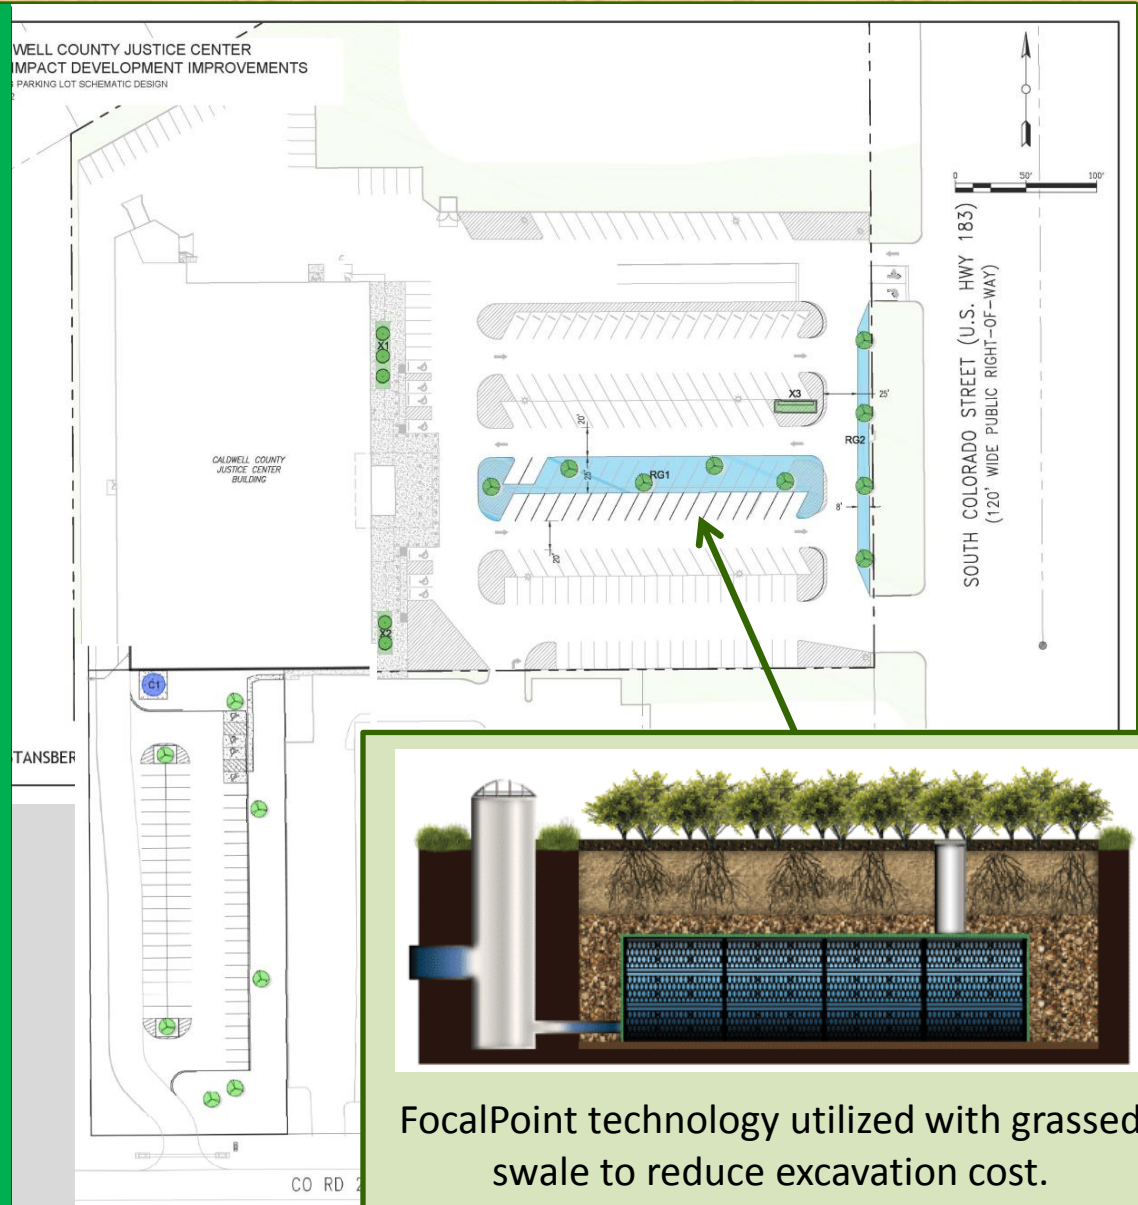 WELL COUNTY JUSTICE CENTER
IMPACT DEVELOPMENT IMPROVEMENTS
PARKING LOT SCHEMATIC DESIGN
0 50' 100'
SOUTH COLORADO STREET (U.S. HWY 183)
(120' WIDE PUBLIC RIGHT-OF-WAY)
X1
X3
25'
20'
CALDWELL COUNTY
JUSTICE CENTER
BUILDING
RG2
RG1
25'
8'
20'
X2
C1
TANSBER
CO RD 2
FocalPoint technology utilized with grassed
swale to reduce excavation cost.